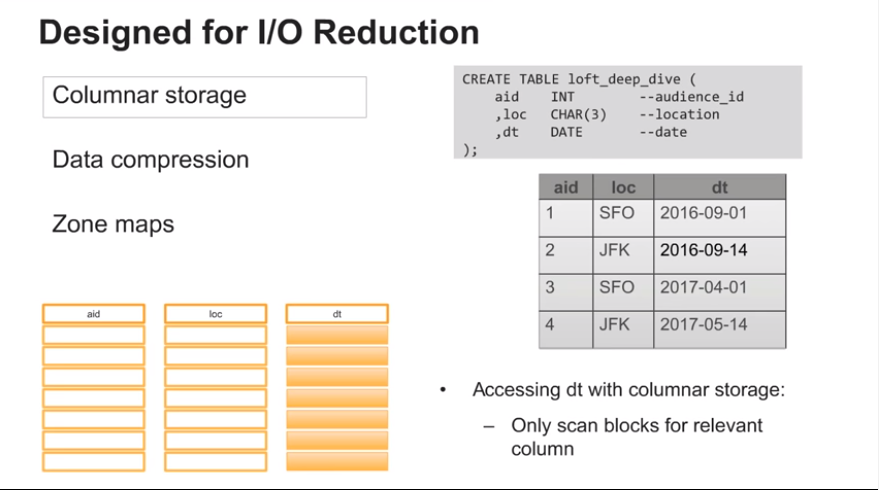 Designed for I/O Reduction
Columnar storage
Data compression
Zone maps
CREATE TABLE loft_deep_dive (
aid INT --audience_id
,loc CHAR(3) --location
,dt DATE --date
);
aid loc dt
1 SFO 2016-09-01
2 JFK 2016-09-14
3 SFO 2017-04-01
4 JFK 2017-05-14
aid loc dt
• Accessing dt with columnar storage:
– Only scan blocks for relevant
column